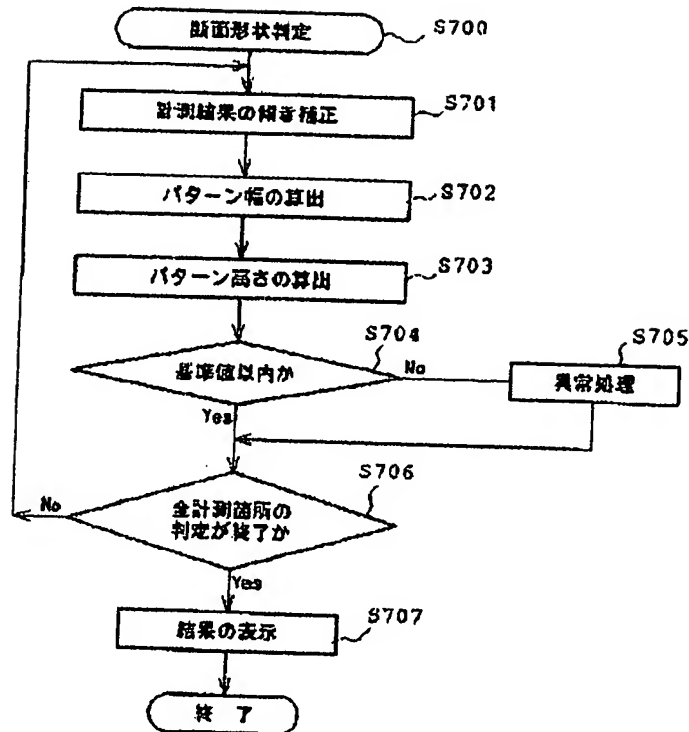 断面形状判定
S700
計測結果の傾き補正
S701
パターン幅の算出
S702
パターン高さの算出
S703
S704
基準値以内か
No
S705
異常処理
Yes
S706
全計測箇所の
判定が終了か
No
Yes
結果の表示
S707
終 了